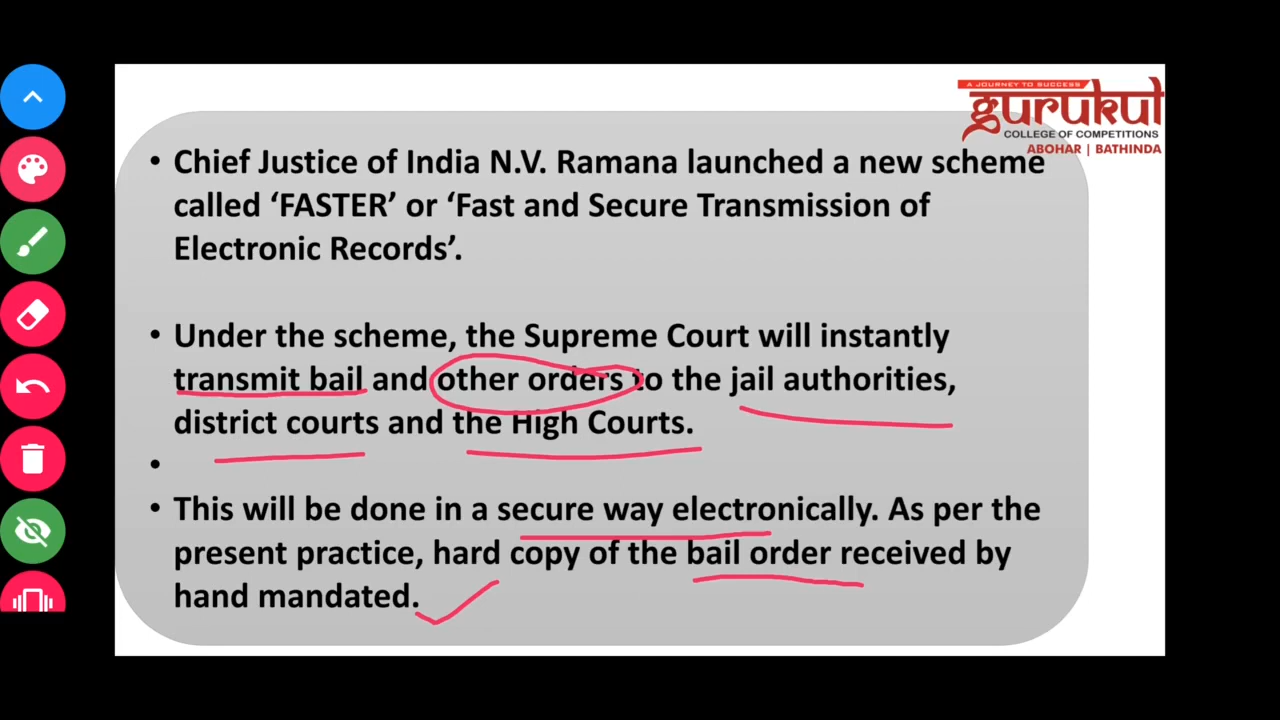 A JOURNEY TO SUCCESS
gurukul
COLLEGE OF COMPETITIONS
ABOHAR | BATHINDA
• Chief Justice of India N.V. Ramana launched a new scheme
called ‘FASTER’ or ‘Fast and Secure Transmission of
Electronic Records’.
• Under the scheme, the Supreme Court will instantly
transmit bail and other orders to the jail authorities,
district courts and the High Courts.
•
• This will be done in a secure way electronically. As per the
present practice, hard copy of the bail order received by
hand mandated.